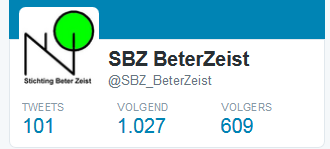 SBZ BeterZeist
@SBZ_BeterZeist
Stichting Beter Zeist
TWEETS VOLGEND VOLGERS
101 1.027 609